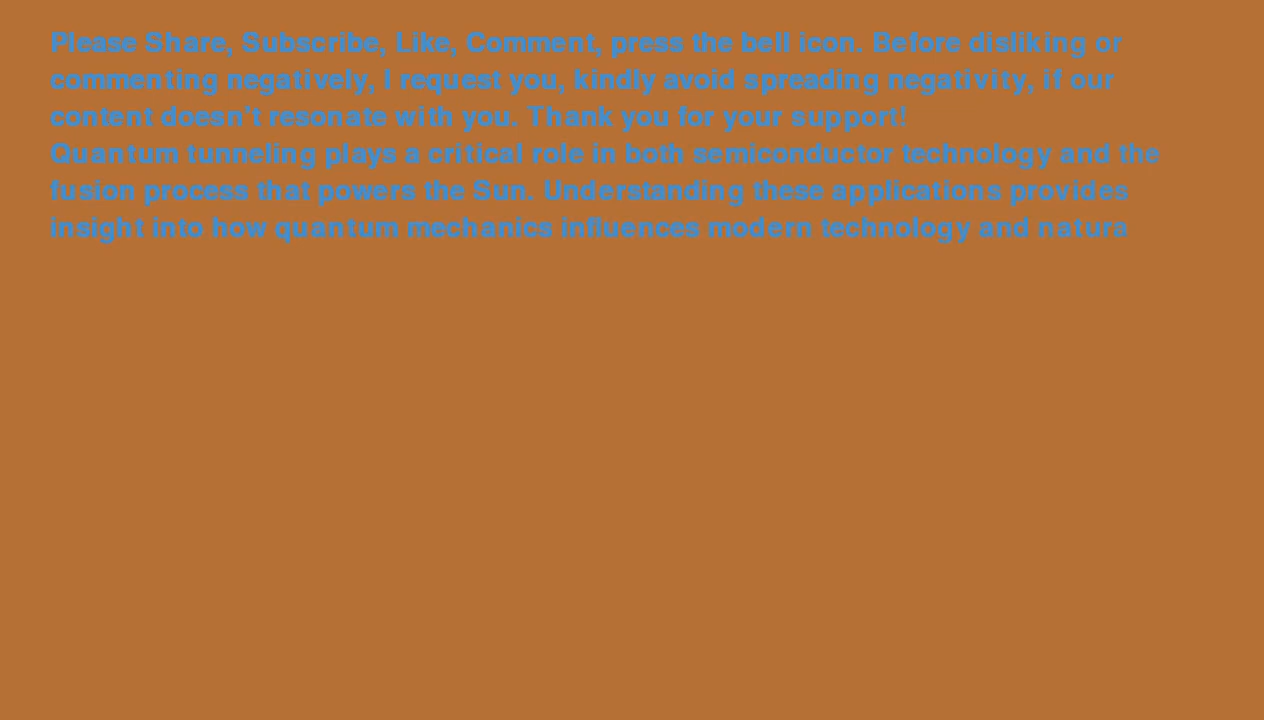 Please Share, Subscribe, Like, Comment, press the bell icon. Before disliking or
commenting negatively, I request you, kindly avoid spreading negativity, if our
content doesn't resonate with you. Thank you for your support!
Quantum tunneling plays a critical role in both semiconductor technology and the
fusion process that powers the Sun. Understanding these applications provides
insight into how quantum mechanics influences modern technology and natura